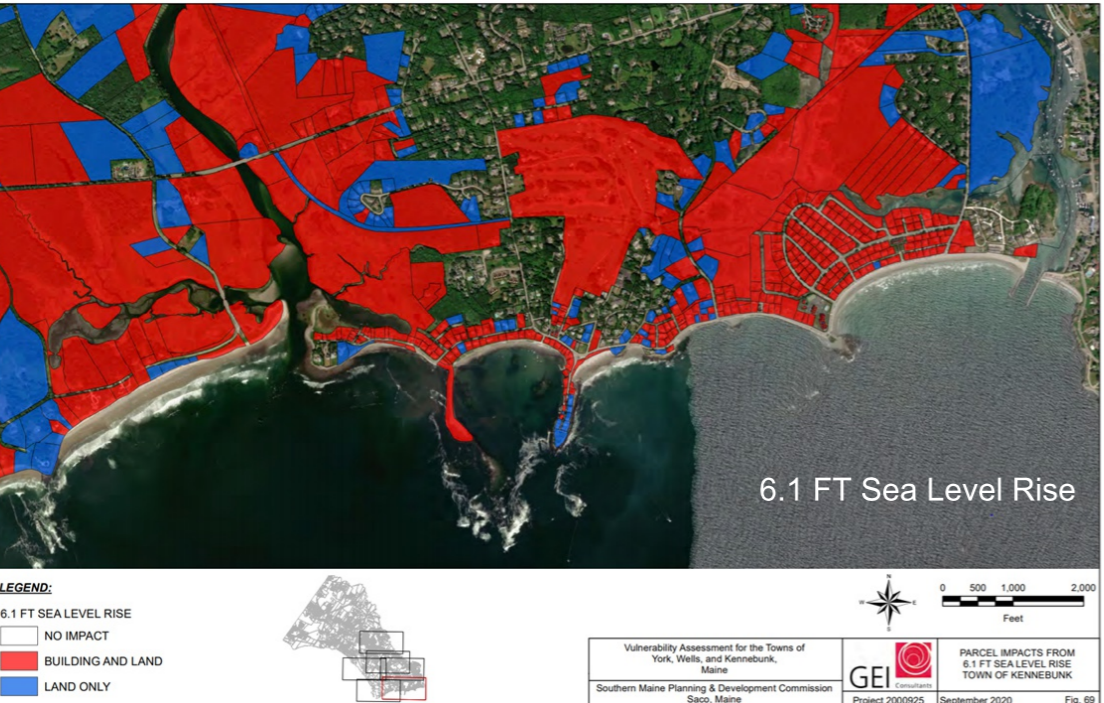 6.1 FT Sea Level Rise
LEGEND:
6.1 FT SEA LEVEL RISE
NO IMPACT
BUILDING AND LAND
LAND ONLY
N
W E
S
0 500 1,000 2,000
Feet
Vulnerability Assessment for the Towns of
York, Wells, and Kennebunk,
Maine
Southern Maine Planning & Development Commission
Saco, Maine
GEI
Consultants
Project 2000925
PARCEL IMPACTS FROM
6.1 FT SEA LEVEL RISE
TOWN OF KENNEBUNK
September 2020
Fig. 69